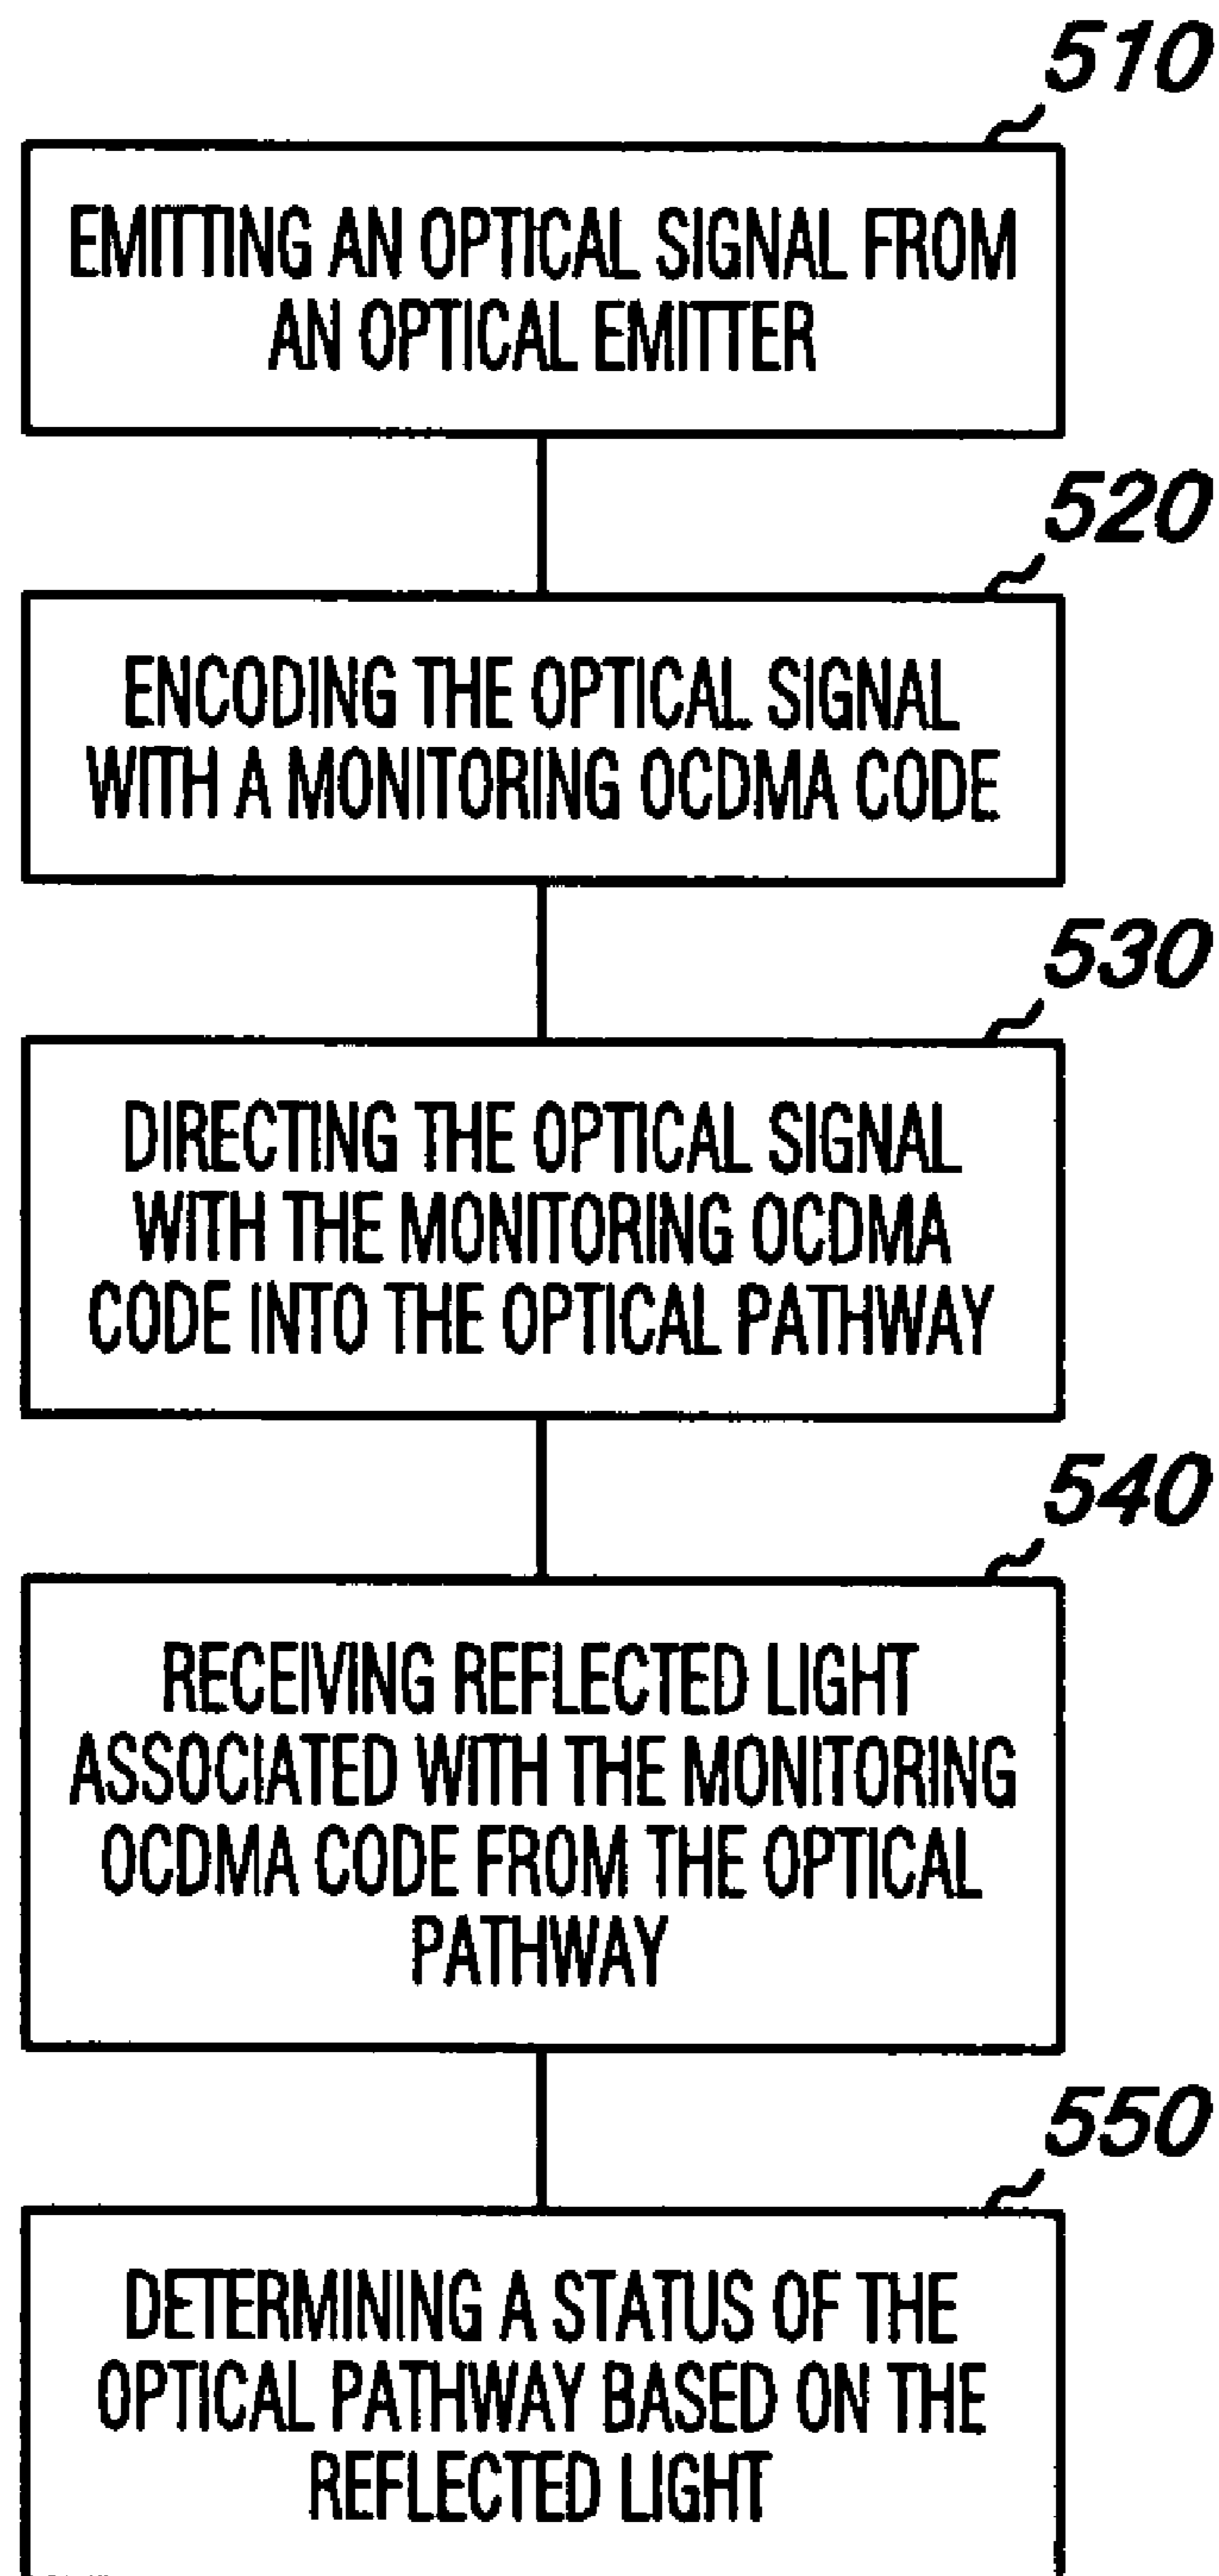 510
EMITTING AN OPTICAL SIGNAL FROM
AN OPTICAL EMITTER
520
ENCODING THE OPTICAL SIGNAL
WITH A MONITORING OCDMA CODE
530
DIRECTING THE OPTICAL SIGNAL
WITH THE MONITORING OCDMA
CODE INTO THE OPTICAL PATHWAY
540
RECEIVING REFLECTED LIGHT
ASSOCIATED WITH THE MONITORING
OCDMA CODE FROM THE OPTICAL
PATHWAY
550
DETERMINING A STATUS OF THE
OPTICAL PATHWAY BASED ON THE
REFLECTED LIGHT